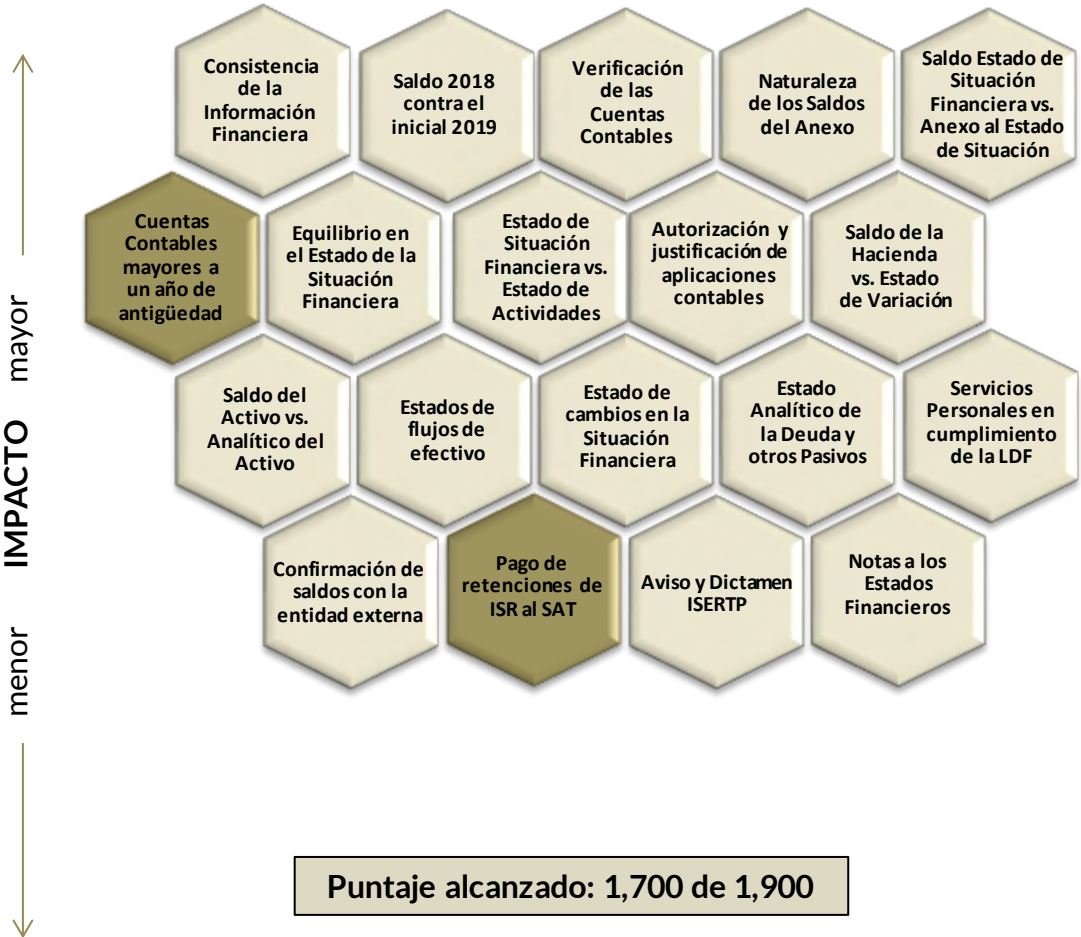 Consistencia
de la
Información
Financiera
Saldo 2018
contra el
inicial 2019
Verificación
de las
Cuentas
Contables
Naturaleza
de los Saldos
del Anexo
Saldo Estado de
Situación
Financiera vs.
Anexo al Estado
de Situación
Cuentas
Contables
mayores a
un año de
antigüedad
Equilibrio en
el Estado de la
Situación
Financiera
Estado de
Situación
Financiera vs.
Estado de
Actividades
Autorización y
justificación de
aplicaciones
contables
Saldo de la
Hacienda
vs. Estado
de Variación
Saldo del
Activo vs.
Analítico del
Activo
Estados de
flujos de
efectivo
Estado de
cambios en la
Situación
Financiera
Estado
Analítico de
la Deuda y
otros Pasivos
Servicios
Personales en
cumplimiento
de la LDF
Confirmación de
saldos con la
entidad externa
Pago de
retenciones de
ISR al SAT
Aviso y Dictamen
ISERTP
Notas a los
Estados
Financieros
menor IMPACTO mayor
Puntaje alcanzado: 1,700 de 1,900